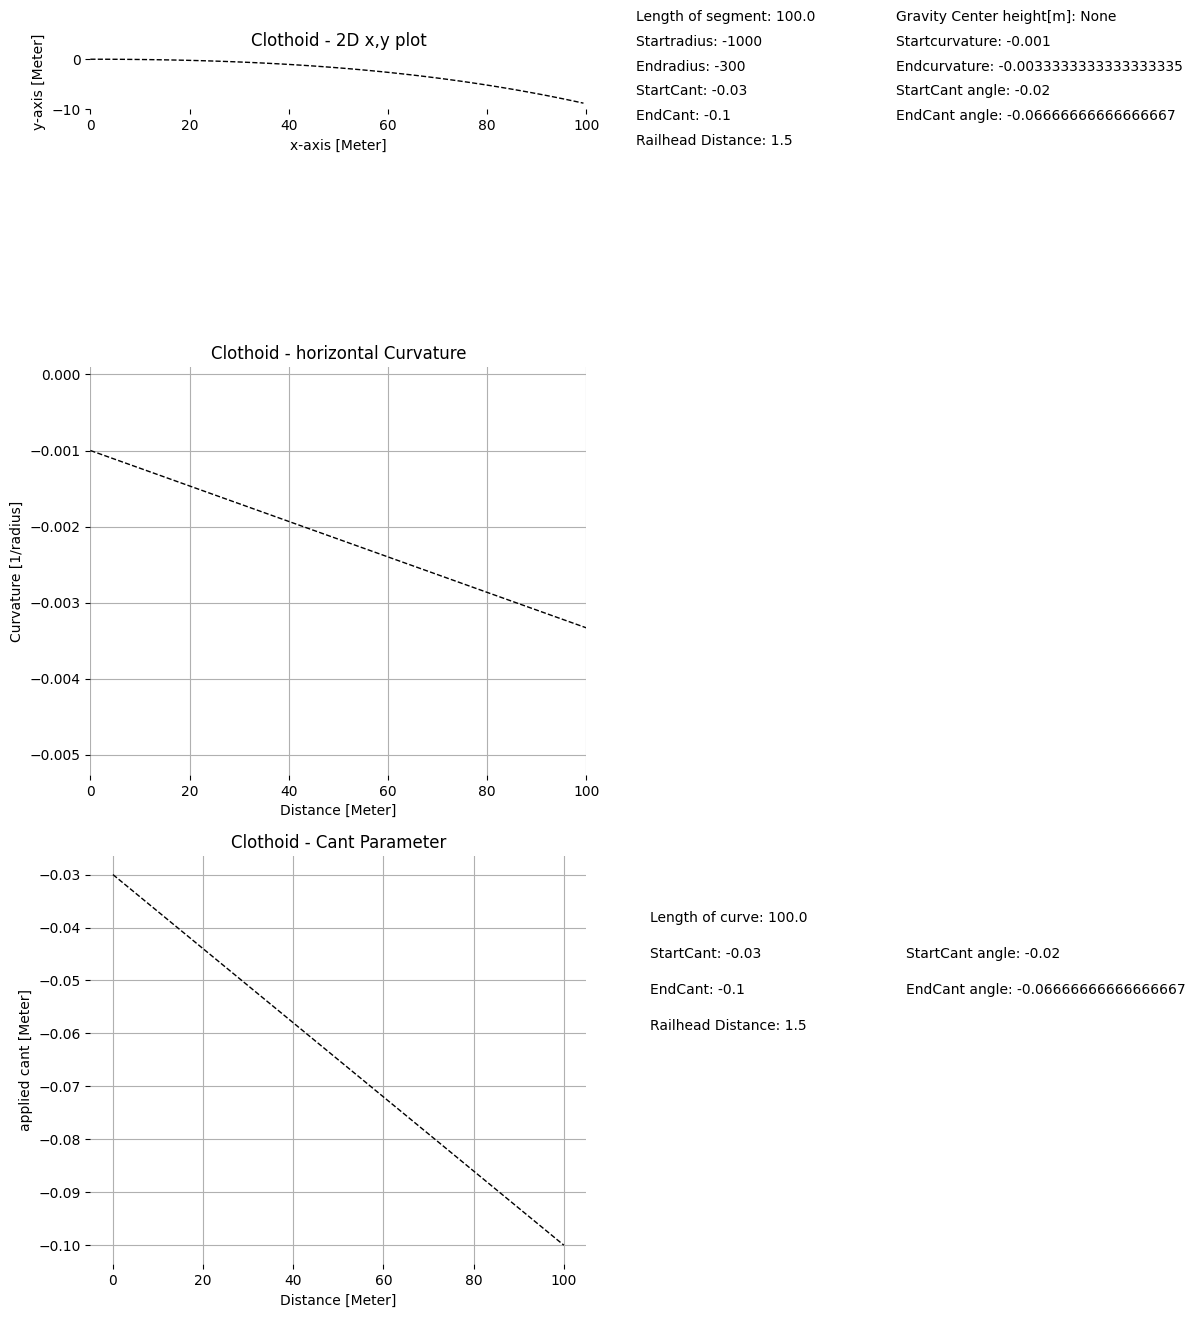 Length of segment: 100.0
Gravity Center height[m]: None
Clothoid - 2D x,y plot
Startradius: -1000
Startcurvature: -0.001
Endradius: -300
Endcurvature: -0.0033333333333333335
StartCant: -0.03
StartCant angle: -0.02
EndCant: -0.1
EndCant angle: -0.06666666666666667
Railhead Distance: 1.5
y-axis [Meter]
0
−10
0 20 40 60 80 100
x-axis [Meter]
Clothoid - horizontal Curvature
Curvature [1/radius]
0.000
−0.001
−0.002
−0.003
−0.004
−0.005
0 20 40 60 80 100
Distance [Meter]
Clothoid - Cant Parameter
applied cant [Meter]
−0.03
−0.04
−0.05
−0.06
−0.07
−0.08
−0.09
−0.10
0 20 40 60 80 100
Distance [Meter]
Length of curve: 100.0
StartCant: -0.03
StartCant angle: -0.02
EndCant: -0.1
EndCant angle: -0.06666666666666667
Railhead Distance: 1.5